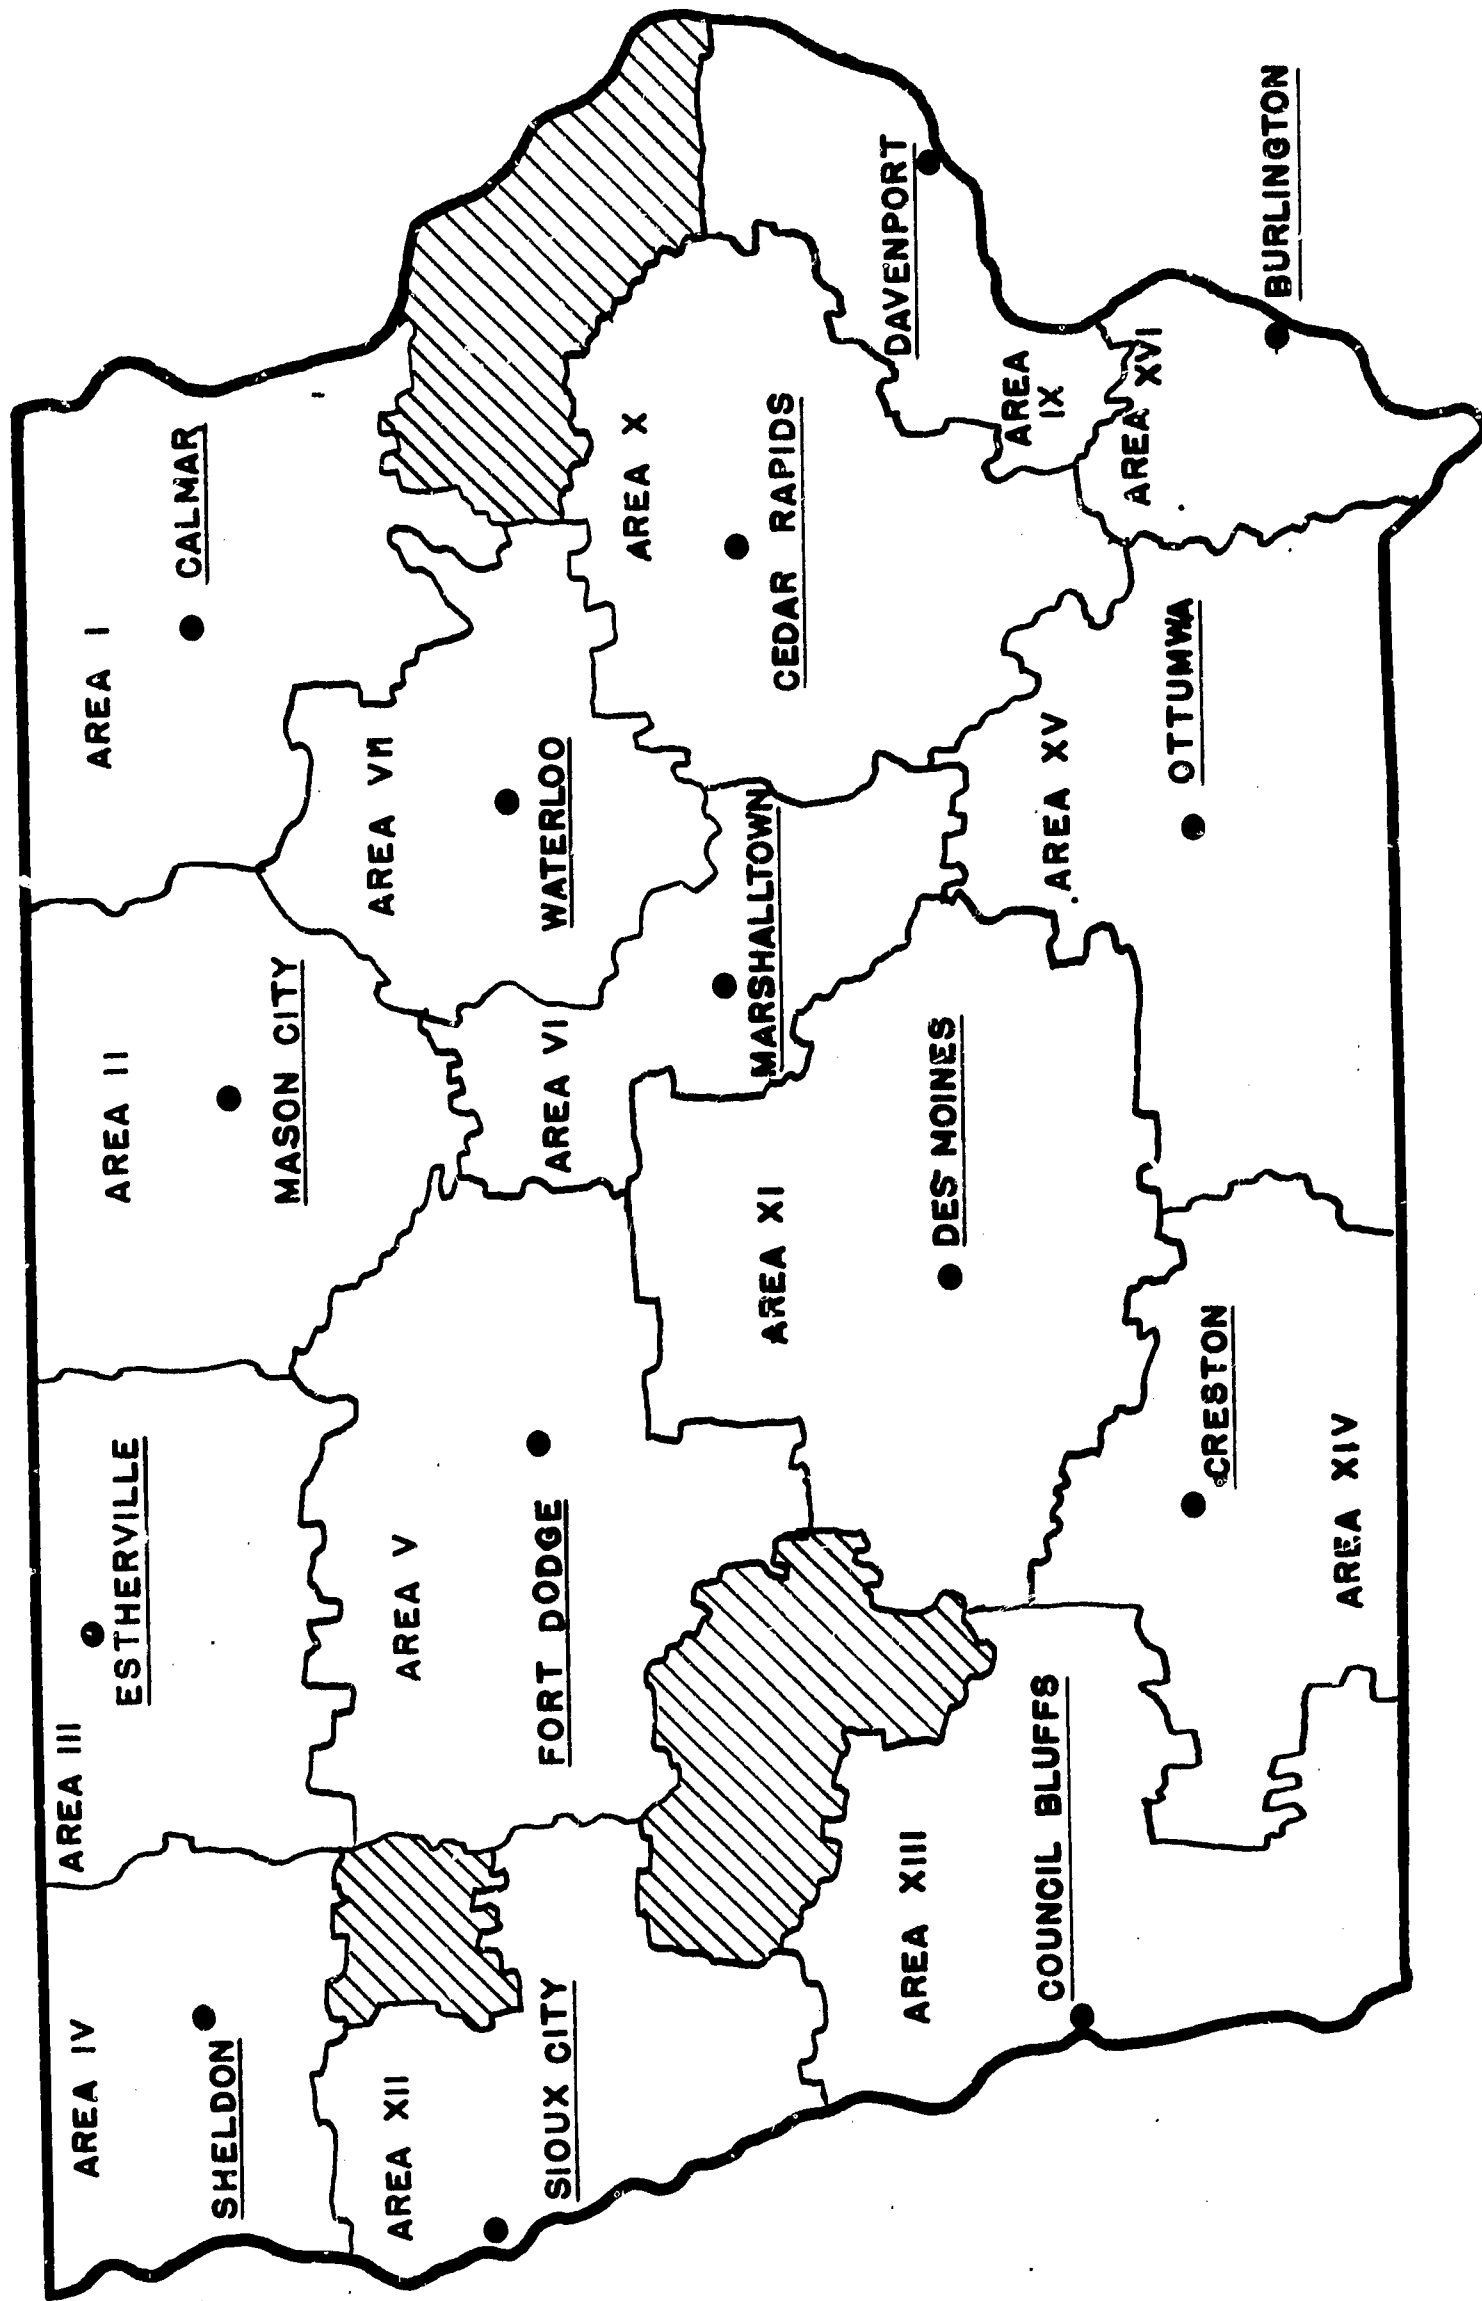 AREA IV
SHELDON
AREA III
ESTHERVILLE
AREA II
MASON CITY
AREA I
CALMAR
AREA XII
SIOUX CITY
AREA V
FORT DODGE
AREA VI
MARSHALLTOWN
AREA VII
WATERLOO
AREA X
CEDAR RAPIDS
AREA XIII
COUNCIL BLUFFS
AREA XI
DES MOINES
AREA IX
DAVENPORT
AREA XIV
CRESTON
AREA XV
OTTUMWA
AREA XVI
BURLINGTON